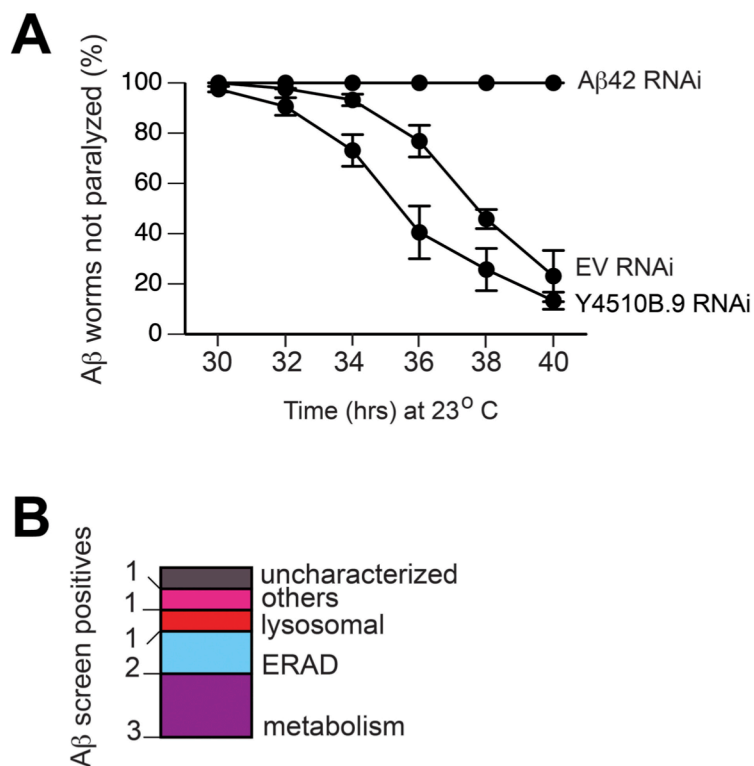 A
Aβ worms not paralyzed (%)
100
80
60
40
20
0
Aβ42 RNAi
EV RNAi
Y4510B.9 RNAi
30 32 34 36 38 40
Time (hrs) at 23° C
B
Aβ screen positives
1 uncharacterized
1 others
1 lysosomal
2 ERAD
3 metabolism